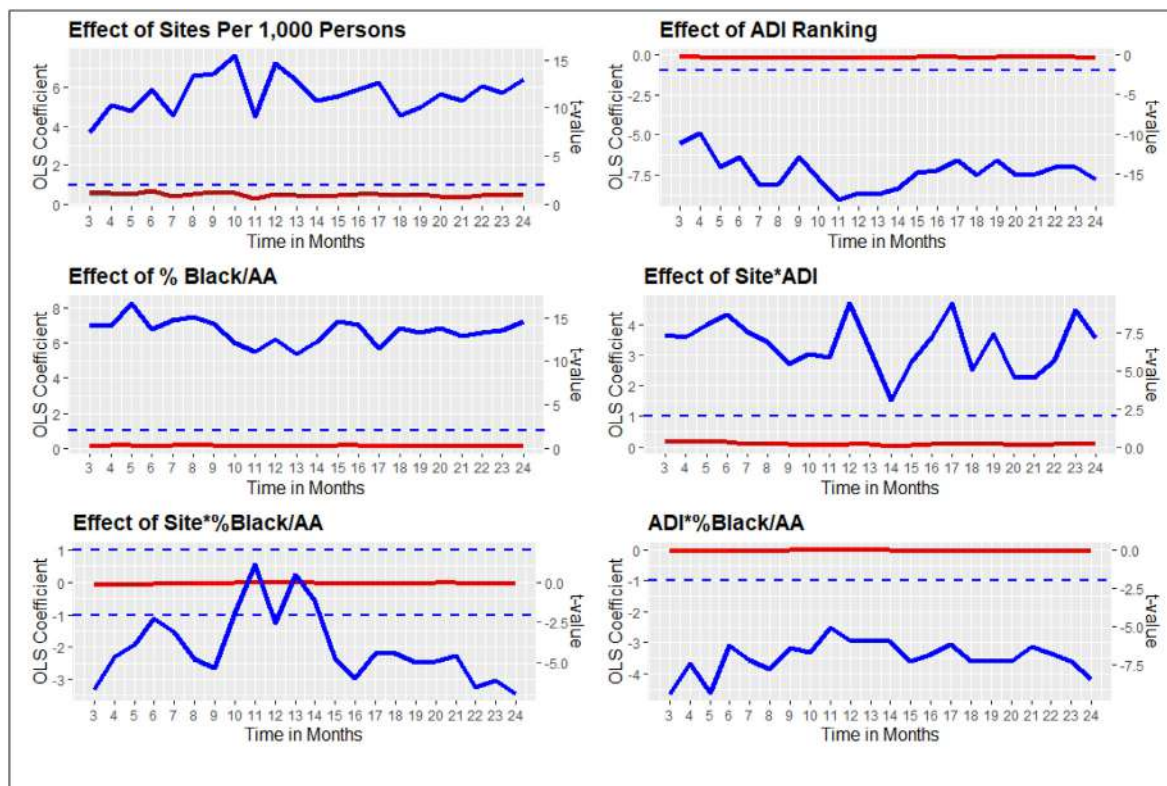 Effect of Sites Per 1,000 Persons
OLS Coefficient
6
4
2
0
15
10
5
0
t-value
3 4 5 6 7 8 9 10 11 12 13 14 15 16 17 18 19 20 21 22 23 24
Time in Months
Effect of ADI Ranking
OLS Coefficient
0.0
-2.5
-5.0
-7.5
0
-5
-10
-15
t-value
3 4 5 6 7 8 9 10 11 12 13 14 15 16 17 18 19 20 21 22 23 24
Time in Months
Effect of % Black/AA
OLS Coefficient
8
6
4
2
0
15
10
5
0
t-value
3 4 5 6 7 8 9 10 11 12 13 14 15 16 17 18 19 20 21 22 23 24
Time in Months
Effect of Site*ADI
OLS Coefficient
4
3
2
1
0
7.5
5.0
2.5
0.0
t-value
3 4 5 6 7 8 9 10 11 12 13 14 15 16 17 18 19 20 21 22 23 24
Time in Months
Effect of Site*%Black/AA
OLS Coefficient
1
0
-1
-2
-3
0.0
-2.5
-5.0
t-value
3 4 5 6 7 8 9 10 11 12 13 14 15 16 17 18 19 20 21 22 23 24
Time in Months
ADI*%Black/AA
OLS Coefficient
0
-1
-2
-3
-4
0.0
-2.5
-5.0
-7.5
t-value
3 4 5 6 7 8 9 10 11 12 13 14 15 16 17 18 19 20 21 22 23 24
Time in Months